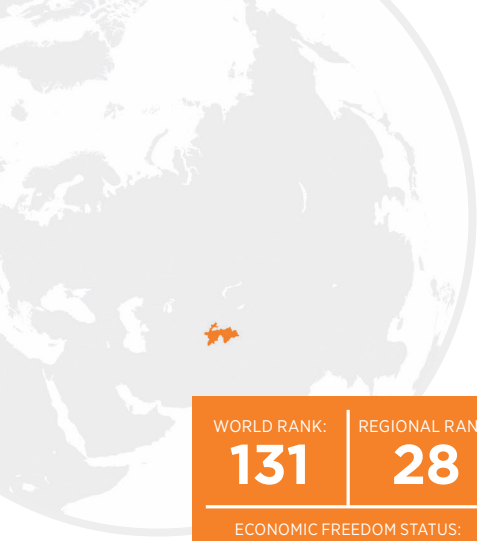 WORLD RANK:
131
REGIONAL RAN
28
ECONOMIC FREEDOM STATUS: